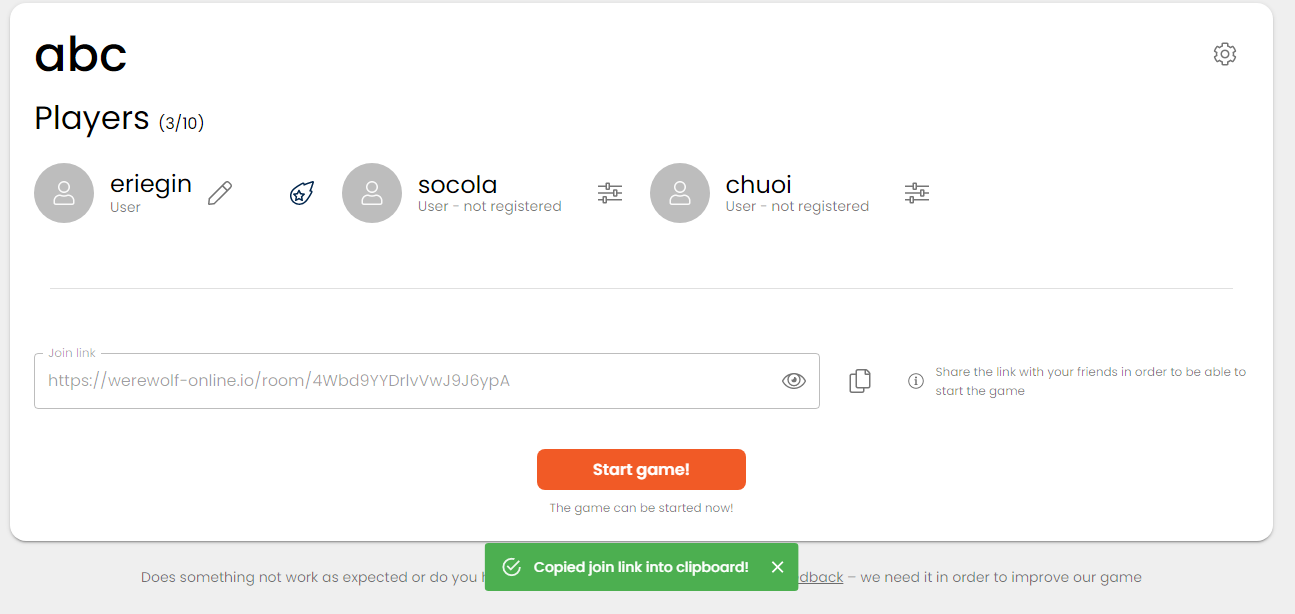 abc
Players (3/10)
eriegin
User
socola
User - not registered
chuoi
User - not registered
Join link
https://werewolf-online.io/room/4Wbd9YYDrlvVwJ9J6ypA
Share the link with your friends in order to be able to
start the game
Start game!
The game can be started now!
Copied join link into clipboard!
Does something not work as expected or do you dback – we need it in order to improve our game